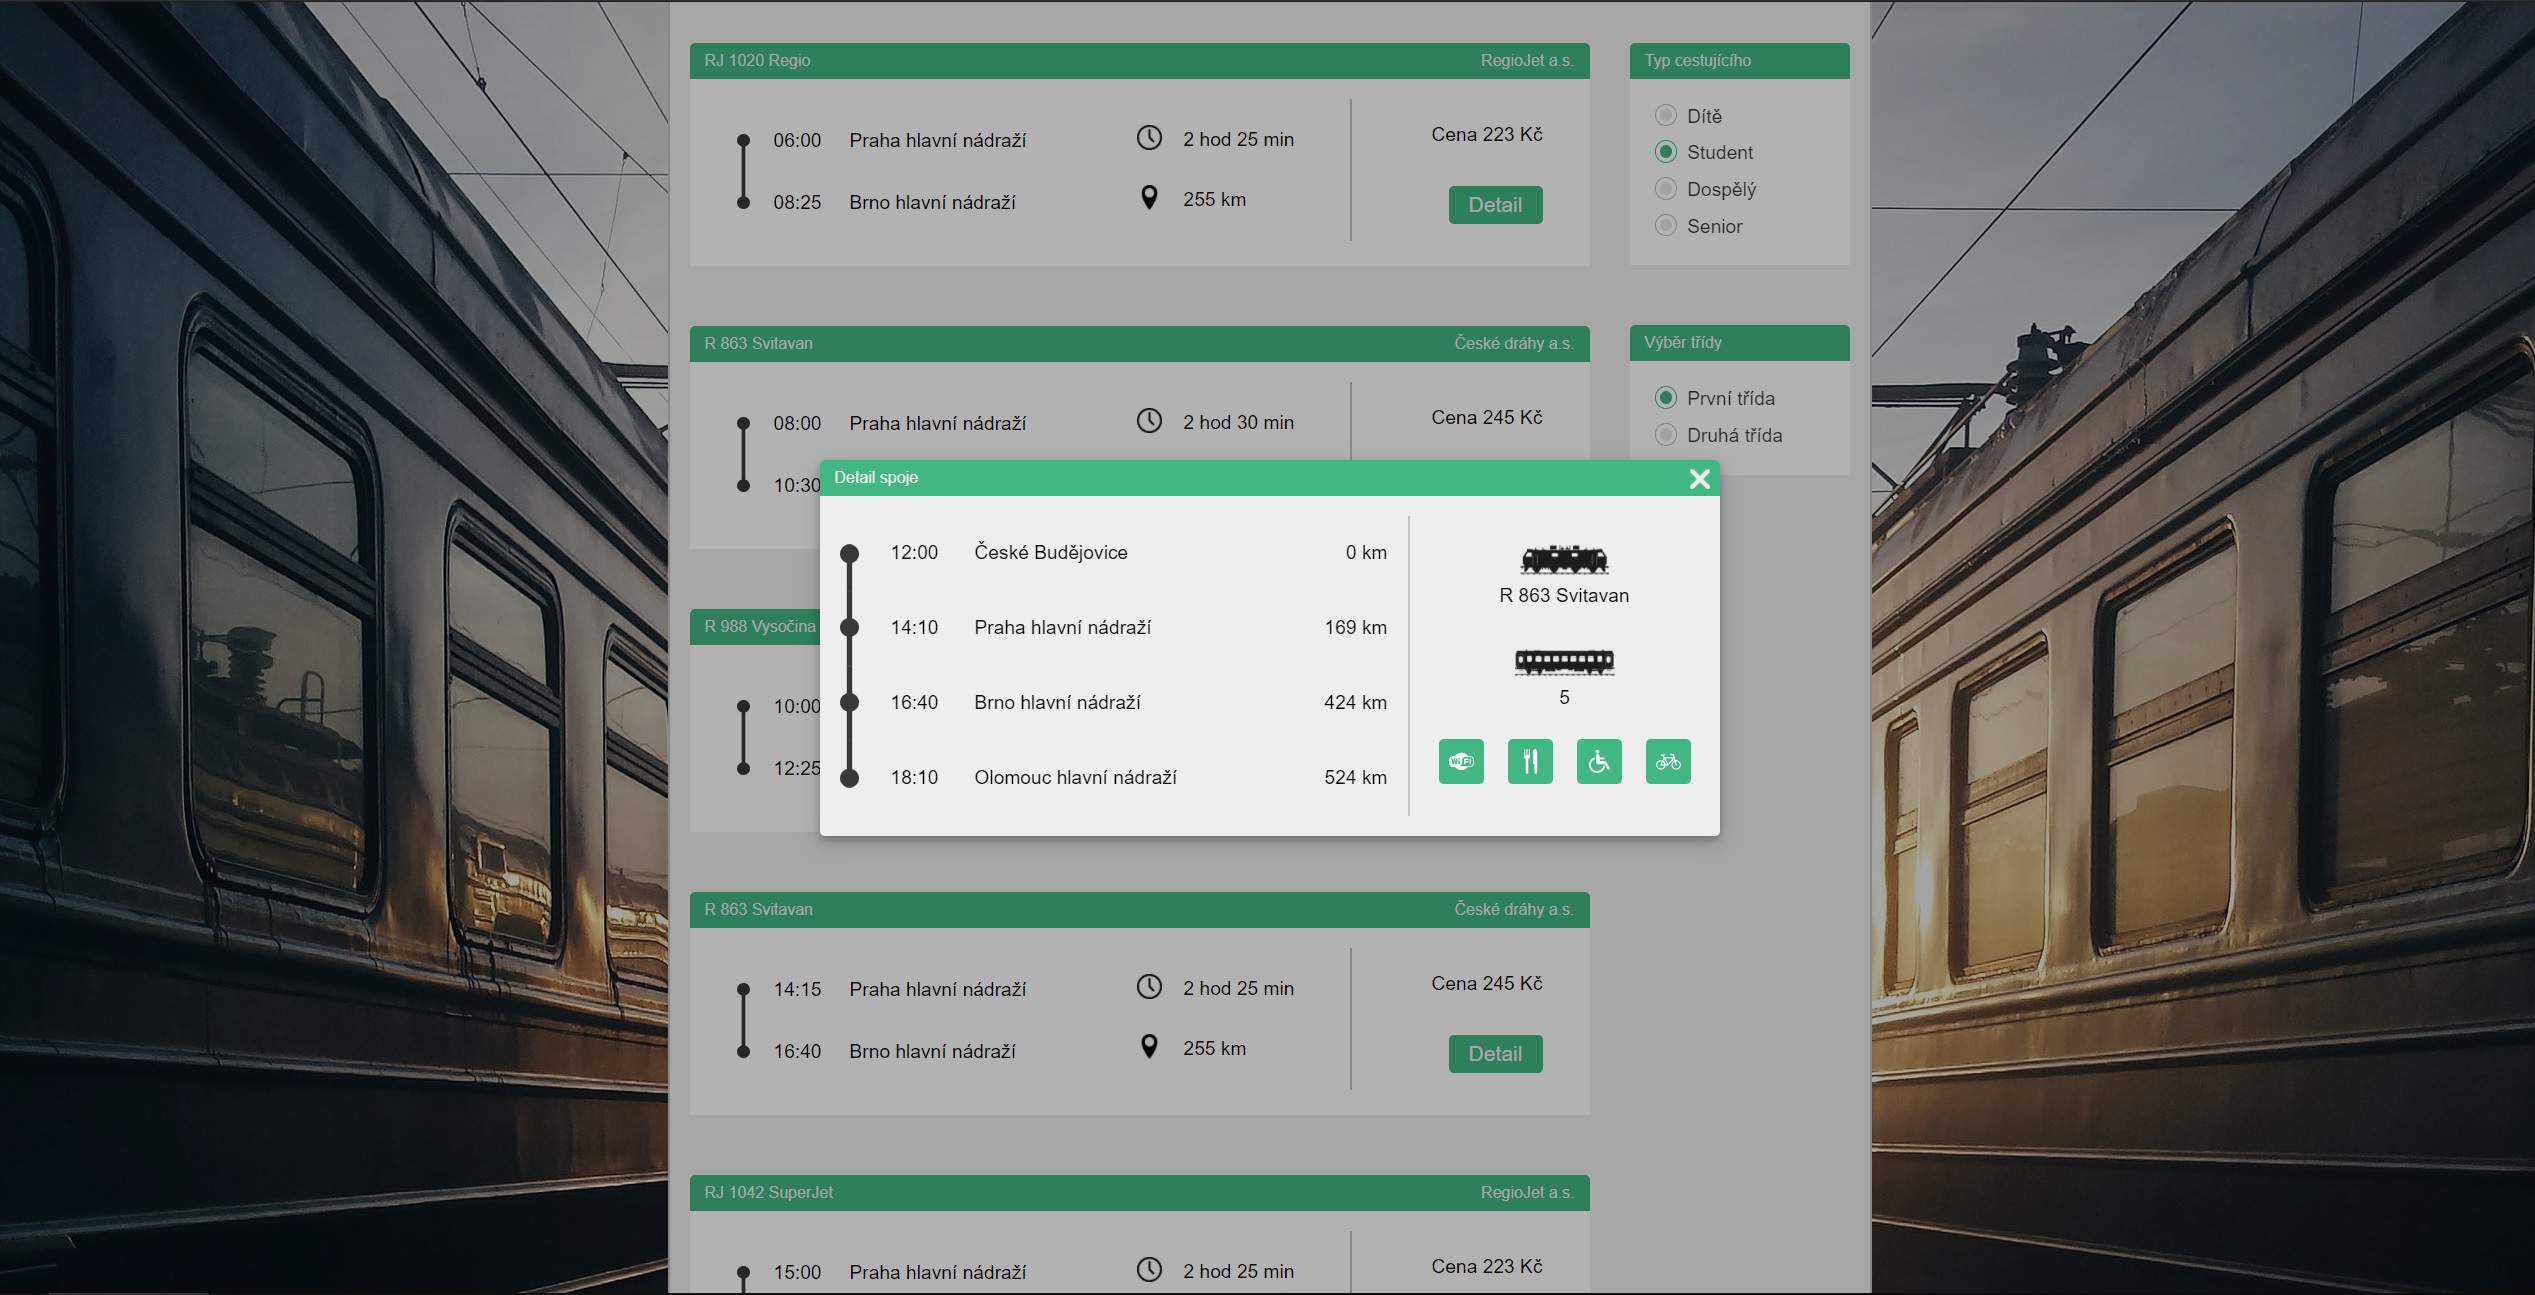 RJ 1020 Regio RegioJet a.s.
06:00 Praha hlavní nádraží 2 hod 25 min Cena 223 Kč
08:25 Brno hlavní nádraží 255 km Detail
Typ cestujícího
Dítě
Student
Dospělý
Senior
R 863 Svitavan České dráhy a.s.
08:00 Praha hlavní nádraží 2 hod 30 min Cena 245 Kč
10:30
Výběr třídy
První třída
Druhá třída
Detail spoje
12:00 České Budějovice 0 km
14:10 Praha hlavní nádraží 169 km
16:40 Brno hlavní nádraží 424 km
18:10 Olomouc hlavní nádraží 524 km
R 863 Svitavan
5
WiFi
R 988 Vysočina
10:00
12:25
R 863 Svitavan České dráhy a.s.
14:15 Praha hlavní nádraží 2 hod 25 min Cena 245 Kč
16:40 Brno hlavní nádraží 255 km Detail
RJ 1042 SuperJet RegioJet a.s.
15:00 Praha hlavní nádraží 2 hod 25 min Cena 223 Kč